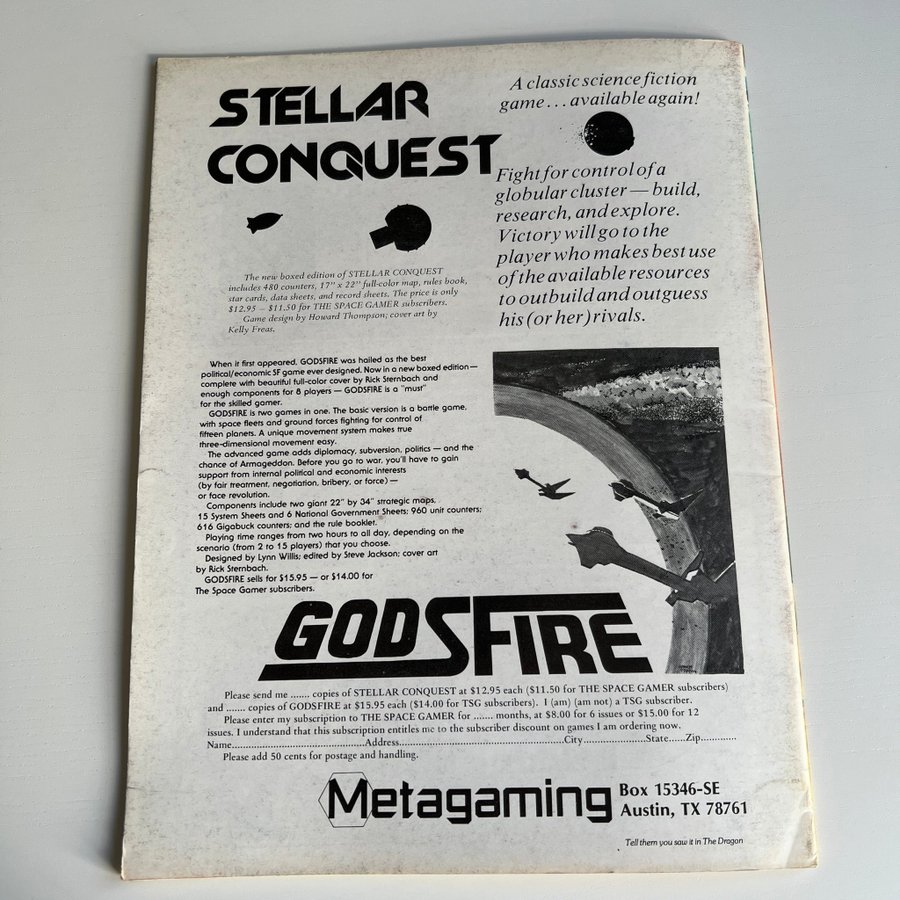 STELLAR
CONQUEST
A classic science fiction
game . . . available again!
Fight for control of a
globular cluster — build,
research, and explore.
Victory will go to the
player who makes best use
of the available resources
to outbuild and outguess
his (or her) rivals.
The new boxed edition of STELLAR CONQUEST
includes 480 counters, 17" x 22" full-color map, rules book,
star cards, data sheets, and record sheets. The price is only
$12.95 — $11.50 for THE SPACE GAMER subscribers.
Game design by Howard Thompson; cover art by
Kelly Freas.
When it first appeared, GODSFIRE was hailed as the best
political/economic SF game ever designed. Now in a new boxed edition —
complete with beautiful full-color cover by Rick Sternbach and
enough components for 8 players — GODSFIRE is a "must"
for the skilled gamer.
GODSFIRE is two games in one. The basic version is a battle game,
with space fleets and ground forces fighting for control of
fifteen planets. A unique movement system makes true
three-dimensional movement easy.
The advanced game adds diplomacy, subversion, politics — and the
chance of Armageddon. Before you go to war, you'll have to gain
support from internal political and economic interests
(by fair treatment, negotiation, bribery, or force) —
or face revolution.
Components include two giant 22" by 34" strategic maps,
15 System Sheets and 6 National Government Sheets; 960 unit counters;
616 Gigabuck counters; and the rule booklet.
Playing time ranges from two hours to all day, depending on the
scenario (from 2 to 15 players) that you choose.
Designed by Lynn Willis; edited by Steve Jackson; cover art
by Rick Sternbach.
GODSFIRE sells for $15.95 — or $14.00 for
The Space Gamer subscribers.
GODSFIRE
Please send me ....... copies of STELLAR CONQUEST at $12.95 each ($11.50 for THE SPACE GAMER subscribers)
and ....... copies of GODSFIRE at $15.95 each ($14.00 for TSG subscribers). I (am) (am not) a TSG subscriber.
Please enter my subscription to THE SPACE GAMER for ....... months, at $8.00 for 6 issues or $15.00 for 12
issues. I understand that this subscription entitles me to the subscriber discount on games I am ordering now.
Name..............................................Address................................................City.......................State......Zip.............
Please add 50 cents for postage and handling.
Metagaming
Box 15346-SE
Austin, TX 78761
Tell them you saw it in The Dragon